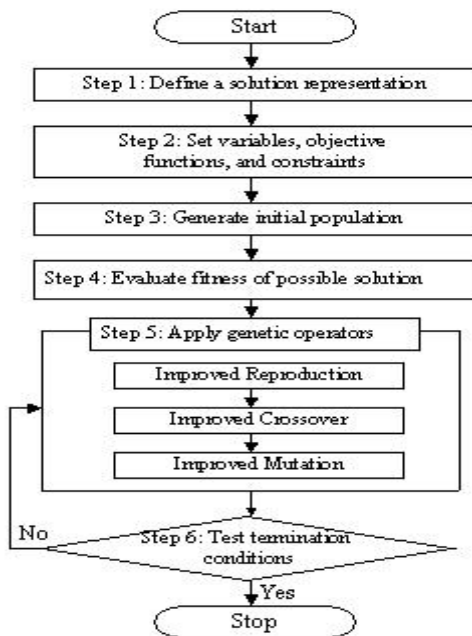 Start
Step 1: Define a solution representation
Step 2: Set variables, objective
functions, and constraints
Step 3: Generate initial population
Step 4: Evaluate fitness of possible solution
Step 5: Apply genetic operators
Improved Reproduction
Improved Crossover
Improved Mutation
No
Step 6: Test termination
conditions
Yes
Stop